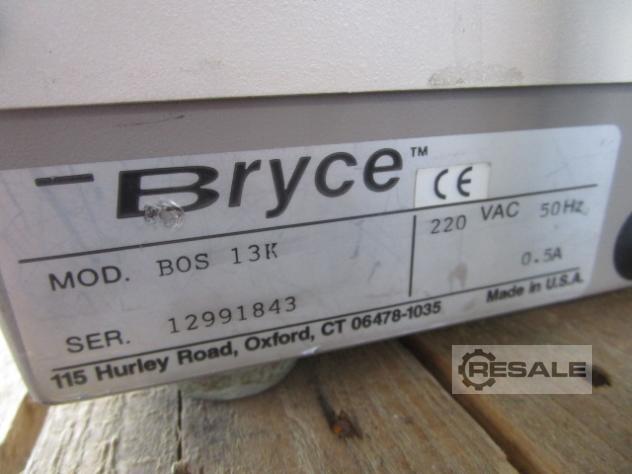 Bryce™
CE
220 VAC 50Hz
MOD. BOS 13K
0.5A
SER. 12991843
Made in U.S.A.
115 Hurley Road, Oxford, CT 06478-1035
RESALE